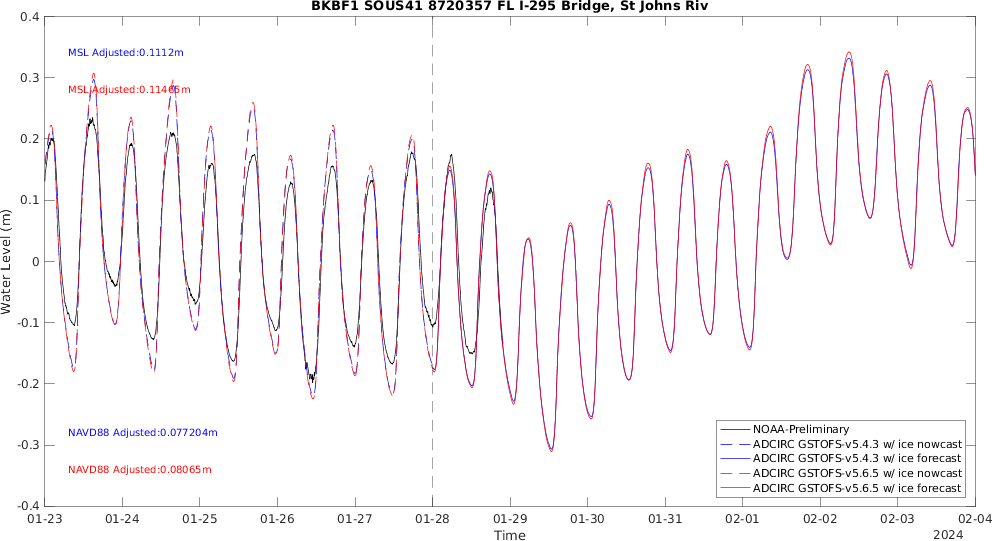 BKBF1 SOUS41 8720357 FL I-295 Bridge, St Johns Riv
0.4
0.3
0.2
0.1
0
-0.1
-0.2
-0.3
-0.4
Water Level (m)
MSL Adjusted:0.1112m
MSL Adjusted:0.11465m
NAVD88 Adjusted:0.077204m
NAVD88 Adjusted:0.08065m
NOAA-Preliminary
ADCIRC GSTOFS-v5.4.3 w/ ice nowcast
ADCIRC GSTOFS-v5.4.3 w/ ice forecast
ADCIRC GSTOFS-v5.6.5 w/ ice nowcast
ADCIRC GSTOFS-v5.6.5 w/ ice forecast
01-23 01-24 01-25 01-26 01-27 01-28 01-29 01-30 01-31 02-01 02-02 02-03 02-04
Time
2024